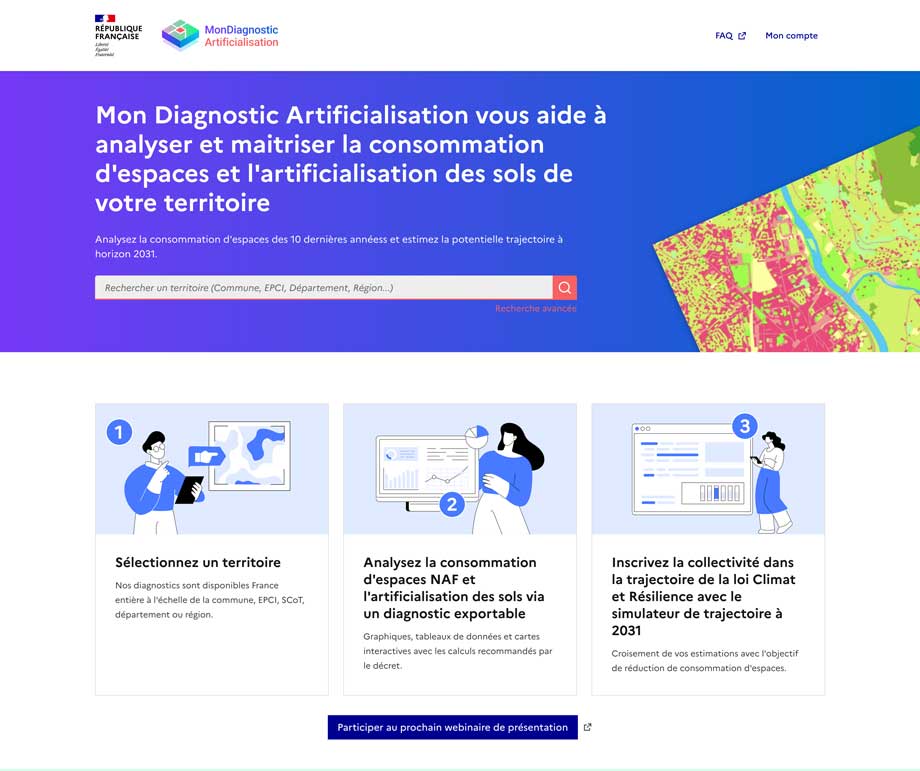 RÉPUBLIQUE
FRANÇAISE
Liberté
Égalité
Fraternité
MonDiagnostic
Artificialisation
FAQ
Mon compte
Mon Diagnostic Artificialisation vous aide à
analyser et maitriser la consommation
d'espaces et l'artificialisation des sols de
votre territoire
Analysez la consommation d'espaces des 10 dernières annéess et estimez la potentielle trajectoire à
horizon 2031.
Rechercher un territoire (Commune, EPCI, Département, Région...)
Recherche avancée
1
Sélectionnez un territoire
Nos diagnostics sont disponibles France
entière à l'échelle de la commune, EPCI, SCoT,
département ou région.
2
Analysez la consommation
d'espaces NAF et
l'artificialisation des sols via
un diagnostic exportable
Graphiques, tableaux de données et cartes
interactives avec les calculs recommandés par
le décret.
3
Inscrivez la collectivité dans
la trajectoire de la loi Climat
et Résilience avec le
simulateur de trajectoire à
2031
Croisement de vos estimations avec l'objectif
de réduction de consommation d'espaces.
Participer au prochain webinaire de présentation